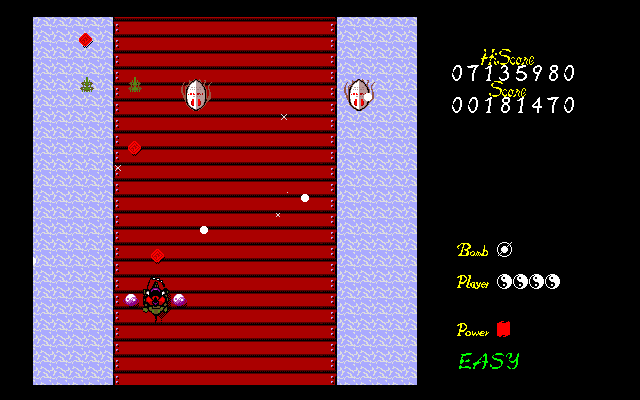 HiScore
07135980
Score
00181470
Bomb
Player
Power
EASY